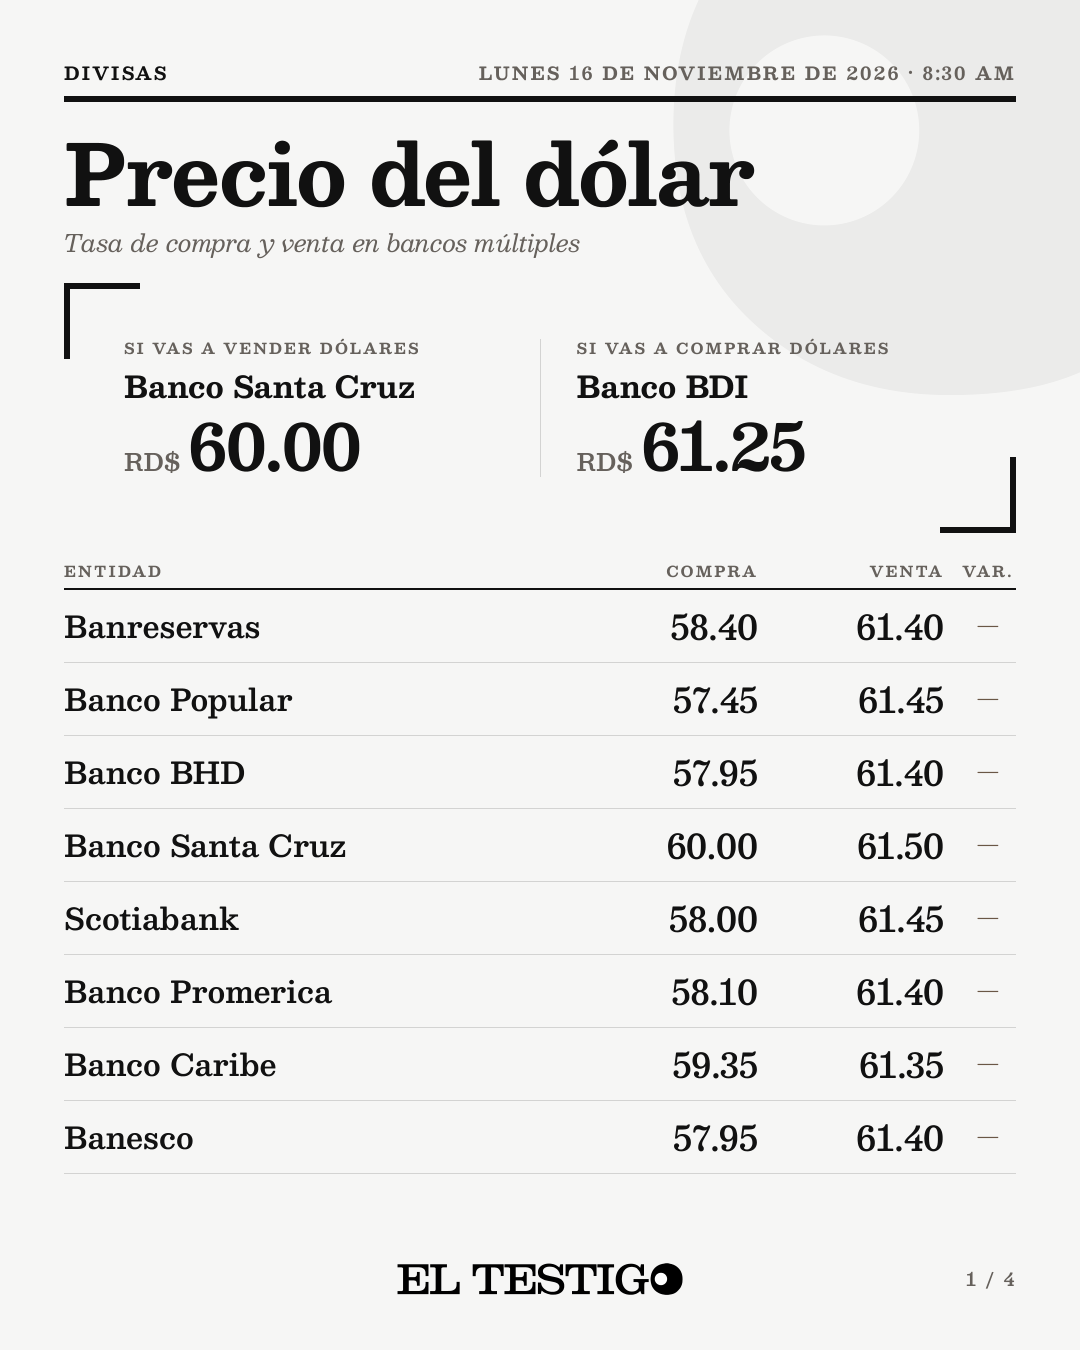 DIVISAS
LUNES 16 DE NOVIEMBRE DE 2026 · 8:30 AM
Precio del dólar
Tasa de compra y venta en bancos múltiples
SI VAS A VENDER DÓLARES
Banco Santa Cruz
RD$ 60.00
SI VAS A COMPRAR DÓLARES
Banco BDI
RD$ 61.25
ENTIDAD COMPRA VENTA VAR.
Banreservas 58.40 61.40 —
Banco Popular 57.45 61.45 —
Banco BHD 57.95 61.40 —
Banco Santa Cruz 60.00 61.50 —
Scotiabank 58.00 61.45 —
Banco Promerica 58.10 61.40 —
Banco Caribe 59.35 61.35 —
Banesco 57.95 61.40 —
EL TESTIGO
1 / 4